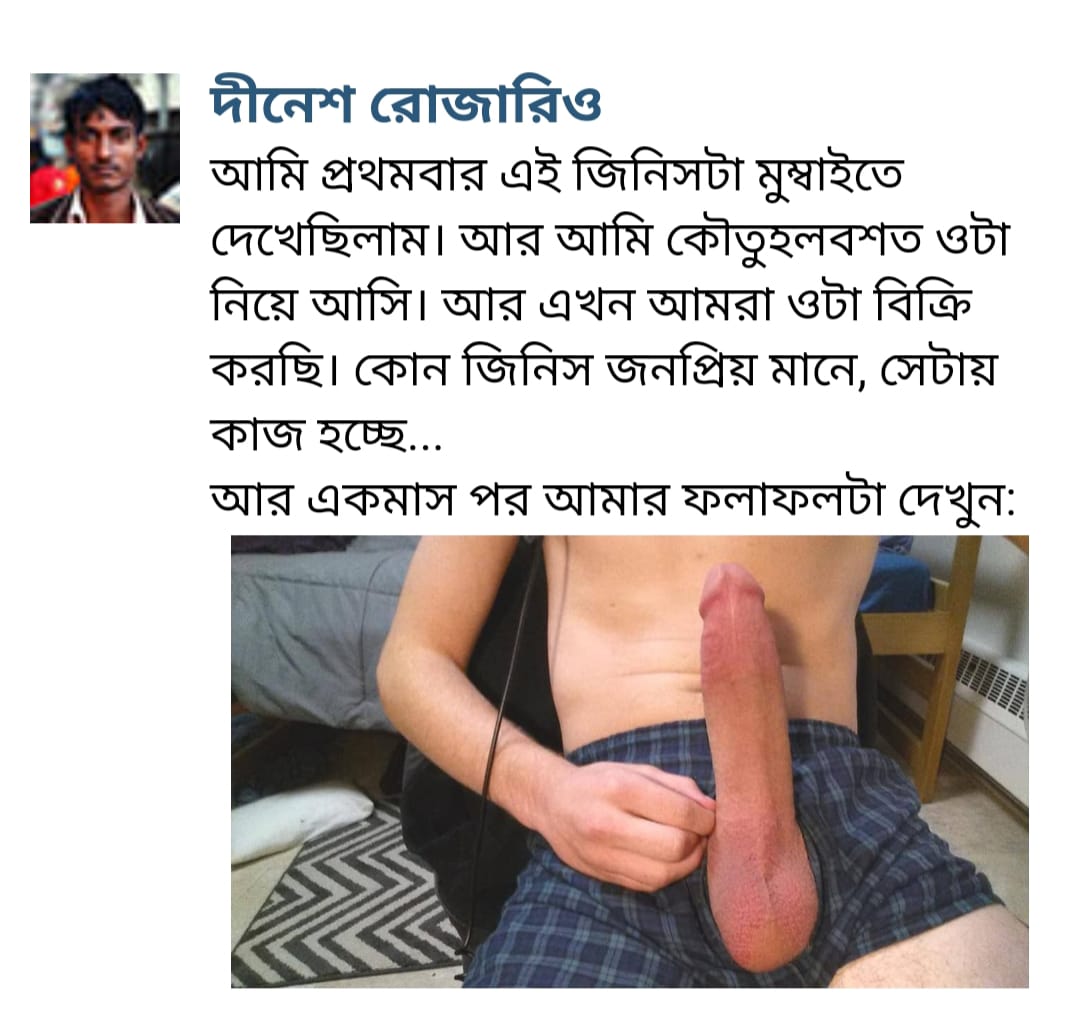 দীনেশ রোজারিও
আমি প্রথমবার এই জিনিসটা মুম্বাইতে
দেখেছিলাম। আর আমি কৌতুহলবশত ওটা
নিয়ে আসি। আর এখন আমরা ওটা বিক্রি
করছি। কোন জিনিস জনপ্রিয় মানে, সেটায়
কাজ হচ্ছে...
আর একমাস পর আমার ফলাফলটা দেখুন: